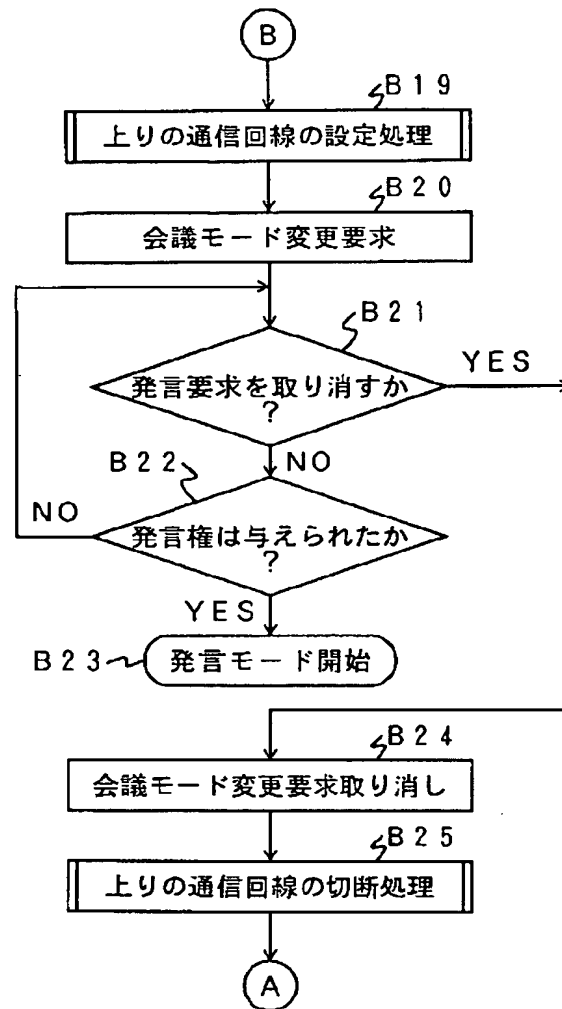 B
B19
上りの通信回線の設定処理
B20
会議モード変更要求
B21
発言要求を取り消すか
?
YES
NO
B22
発言権は与えられたか
?
NO
YES
B23
発言モード開始
B24
会議モード変更要求取り消し
B25
上りの通信回線の切断処理
A